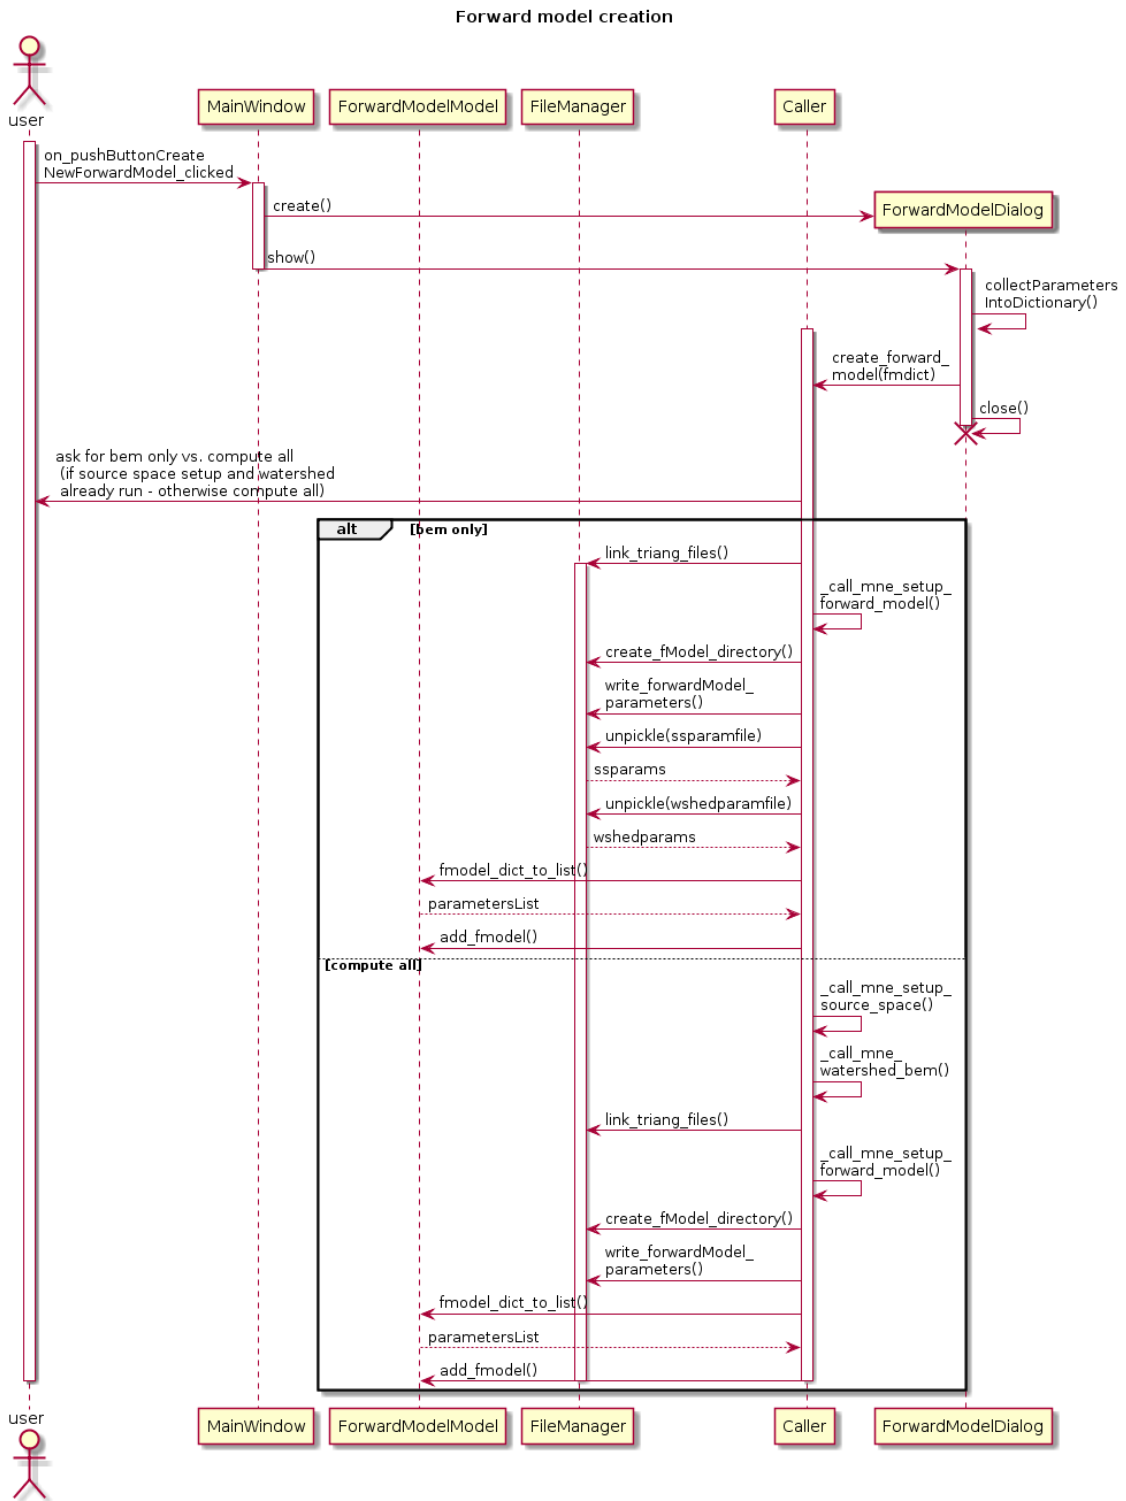 Forward model creation
user
MainWindow
ForwardModelModel
FileManager
Caller
on_pushButtonCreate
NewForwardModel_clicked
create()
ForwardModelDialog
show()
collectParameters
IntoDictionary()
create_forward_
model(fmdict)
close()
ask for bem only vs. compute all
(if source space setup and watershed
already run - otherwise compute all)
alt [bem only]
link_triang_files()
_call_mne_setup_
forward_model()
create_fModel_directory()
write_forwardModel_
parameters()
unpickle(ssparamfile)
ssparams
unpickle(wshedparamfile)
wshedparams
fmodel_dict_to_list()
parametersList
add_fmodel()
[compute all]
_call_mne_setup_
source_space()
_call_mne_
watershed_bem()
link_triang_files()
_call_mne_setup_
forward_model()
create_fModel_directory()
write_forwardModel_
parameters()
fmodel_dict_to_list()
parametersList
add_fmodel()
user
MainWindow
ForwardModelModel
FileManager
Caller
ForwardModelDialog